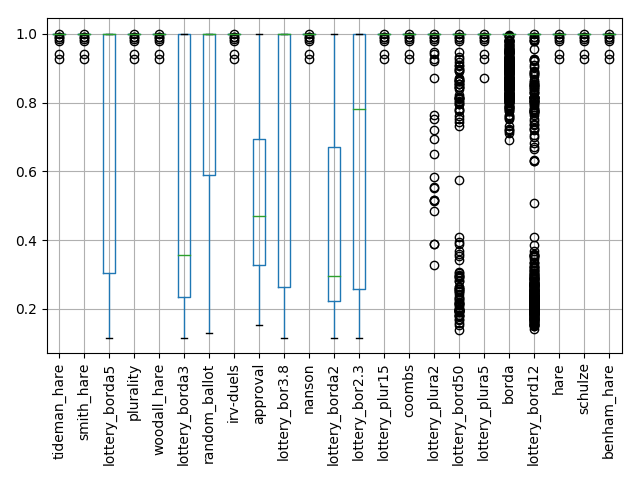 1.0
0.8
0.6
0.4
0.2
tideman_hare
smith_hare
lottery_borda5
plurality
woodall_hare
lottery_borda3
random_ballot
irv-duels
approval
lottery_bor3.8
nanson
lottery_borda2
lottery_bor2.3
lottery_plur15
coombs
lottery_plura2
lottery_bord50
lottery_plura5
borda
lottery_bord12
hare
schulze
benham_hare